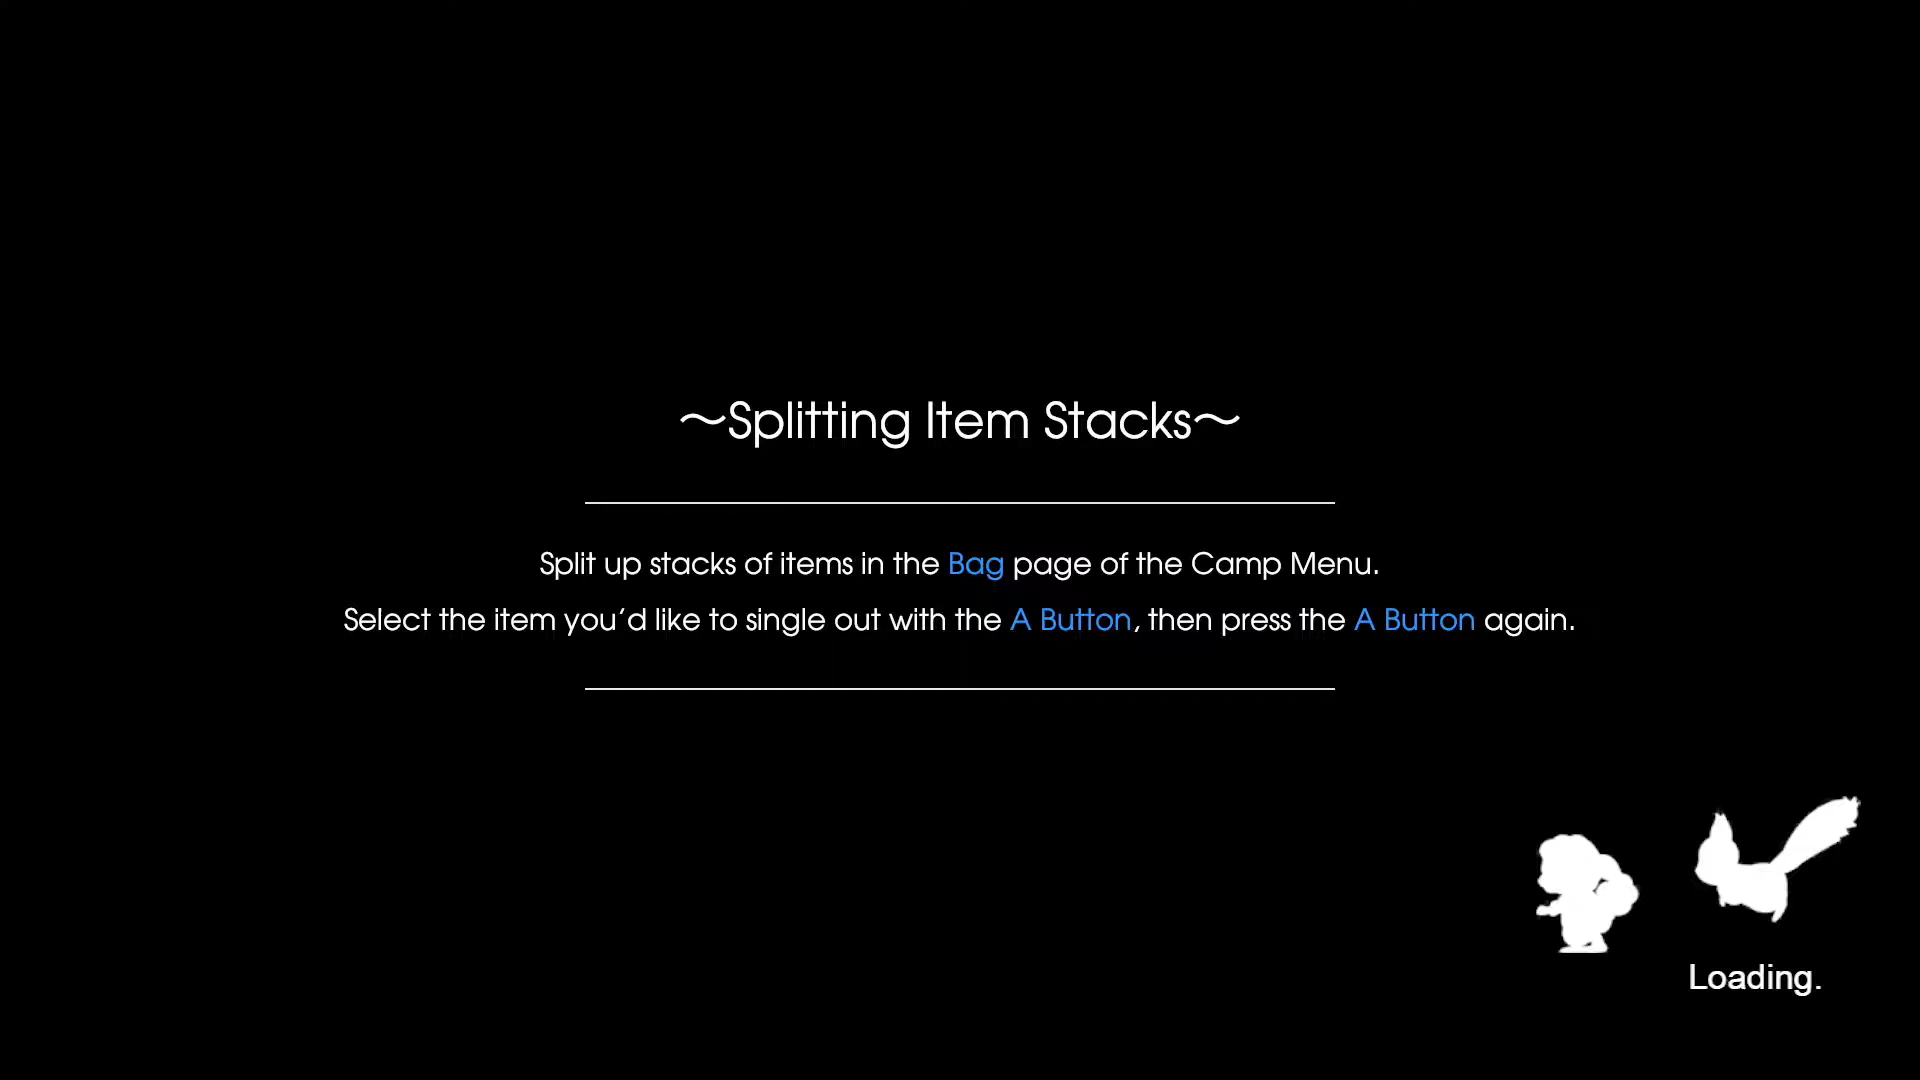 ～Splitting Item Stacks～
Split up stacks of items in the Bag page of the Camp Menu.
Select the item you’d like to single out with the A Button, then press the A Button again.
Loading.